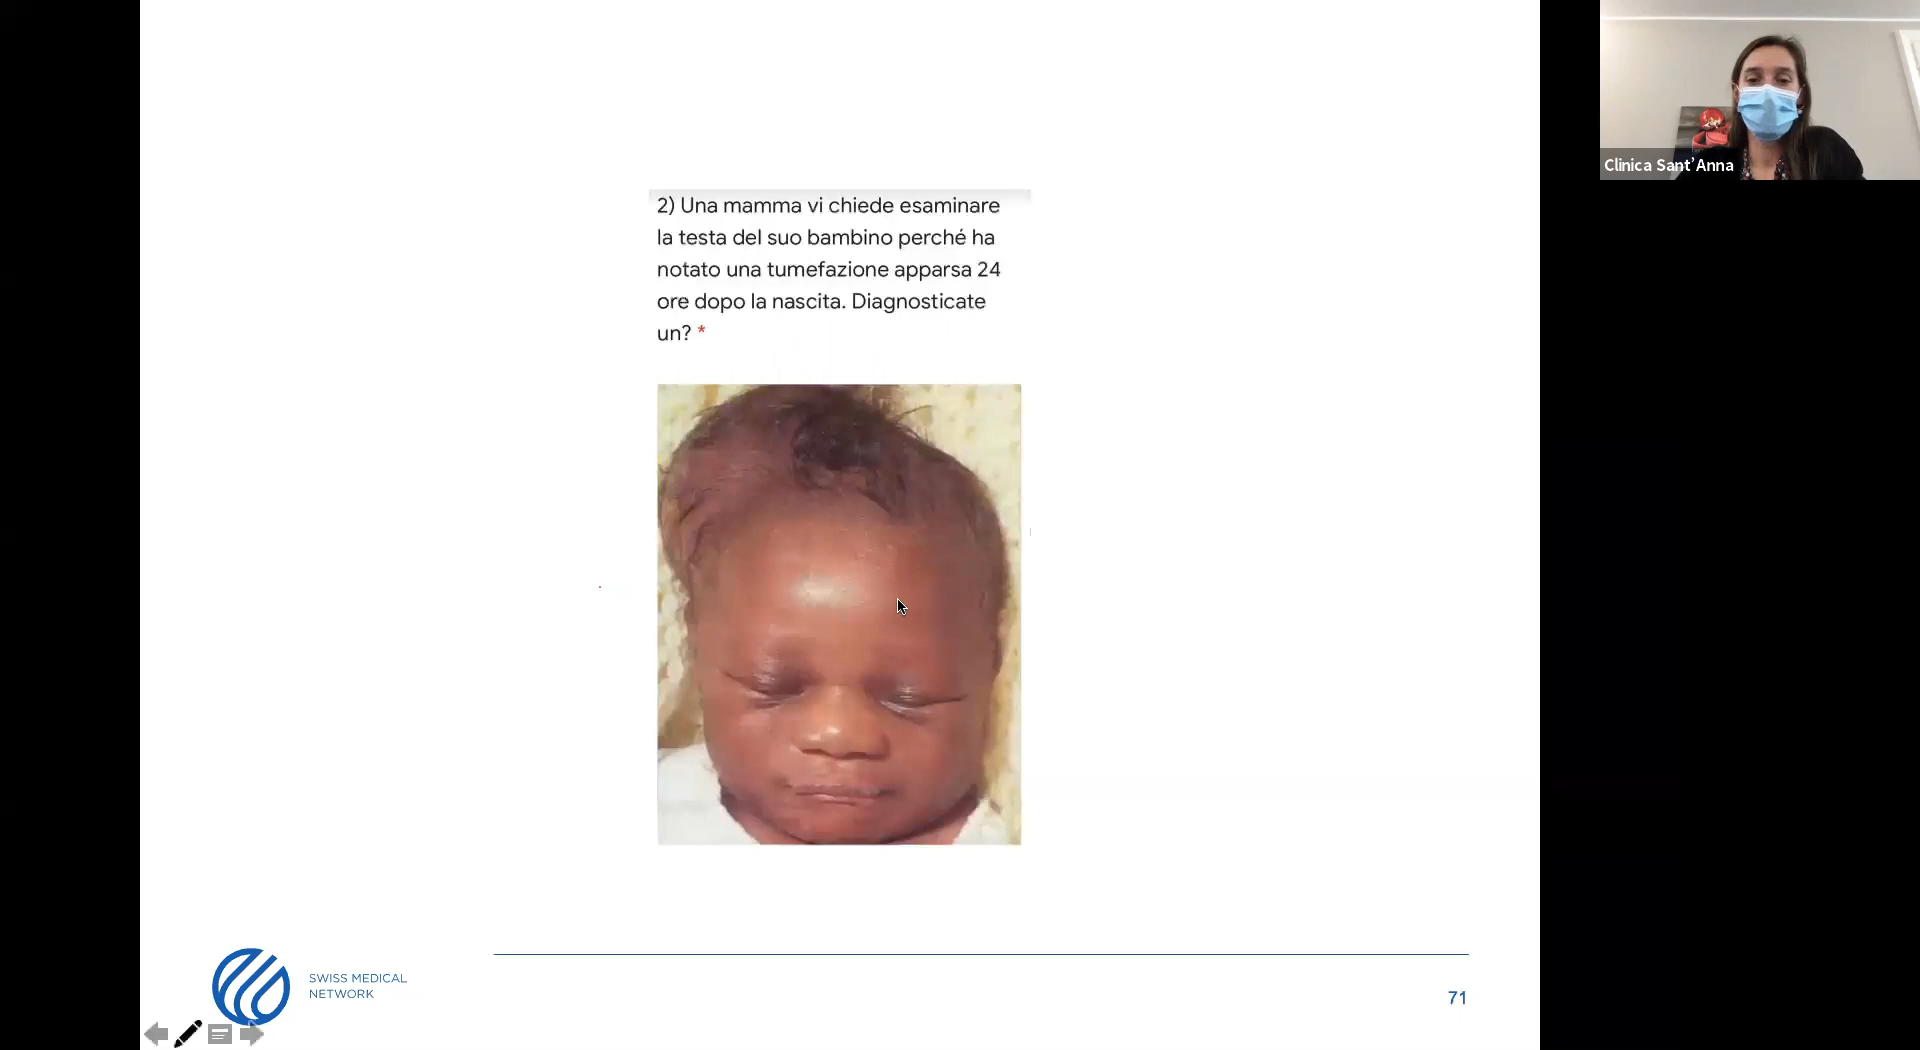 2) Una mamma vi chiede esaminare
la testa del suo bambino perché ha
notato una tumefazione apparsa 24
ore dopo la nascita. Diagnosticate
un? *
Clinica Sant'Anna
SWISS MEDICAL
NETWORK
71